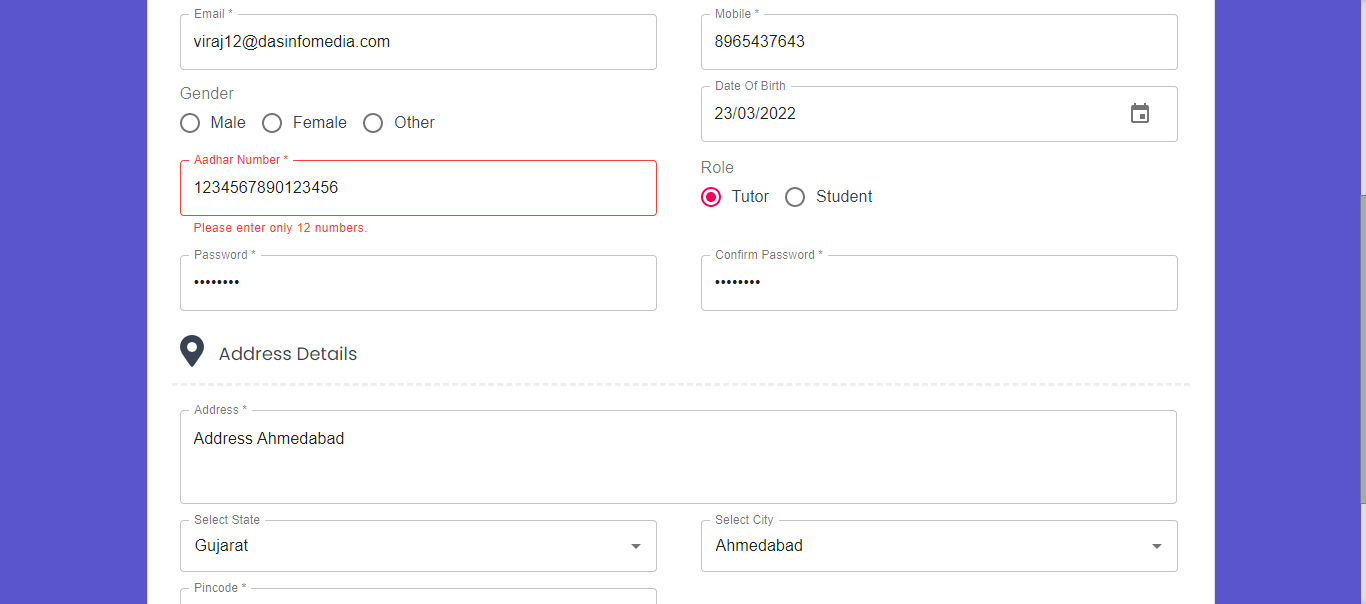 Email *
viraj12@dasinfomedia.com
Mobile *
8965437643
Gender
Male Female Other
Date Of Birth
23/03/2022
Aadhar Number *
1234567890123456
Please enter only 12 numbers.
Role
Tutor Student
Password *
••••••••
Confirm Password *
••••••••
Address Details
Address *
Address Ahmedabad
Select State
Gujarat
Select City
Ahmedabad
Pincode *